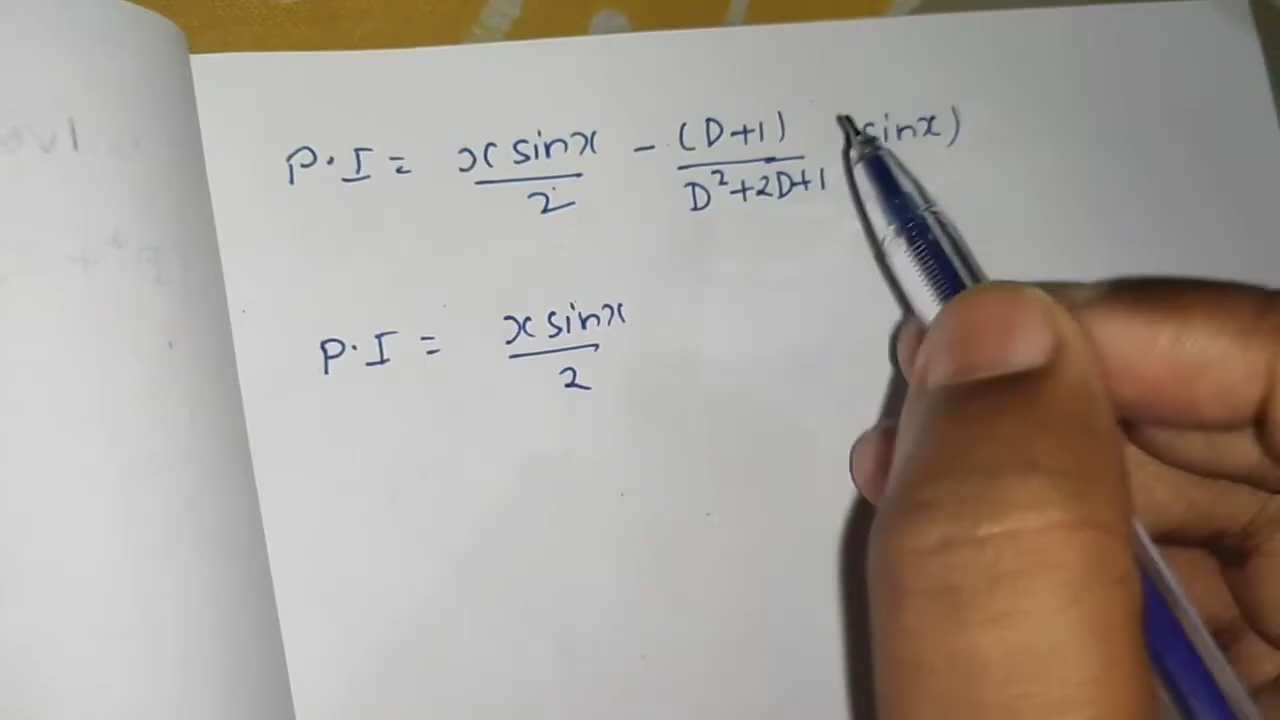 P.I = x sinx / 2 - (D+1) / D²+2D+1 sinx)
P.I = x sinx / 2